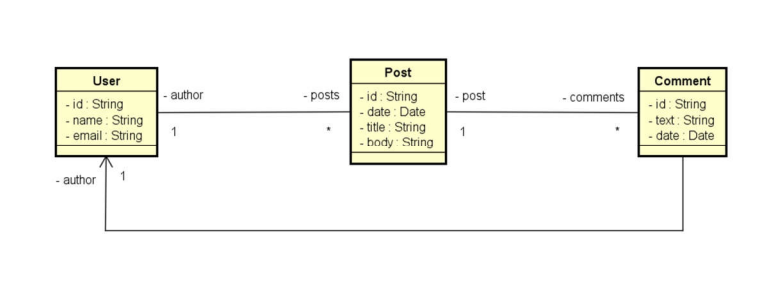 User
- id : String
- name : String
- email : String
- author
1
- posts
*
Post
- id : String
- date : Date
- title : String
- body : String
- post
1
- comments
*
Comment
- id : String
- text : String
- date : Date
- author
1